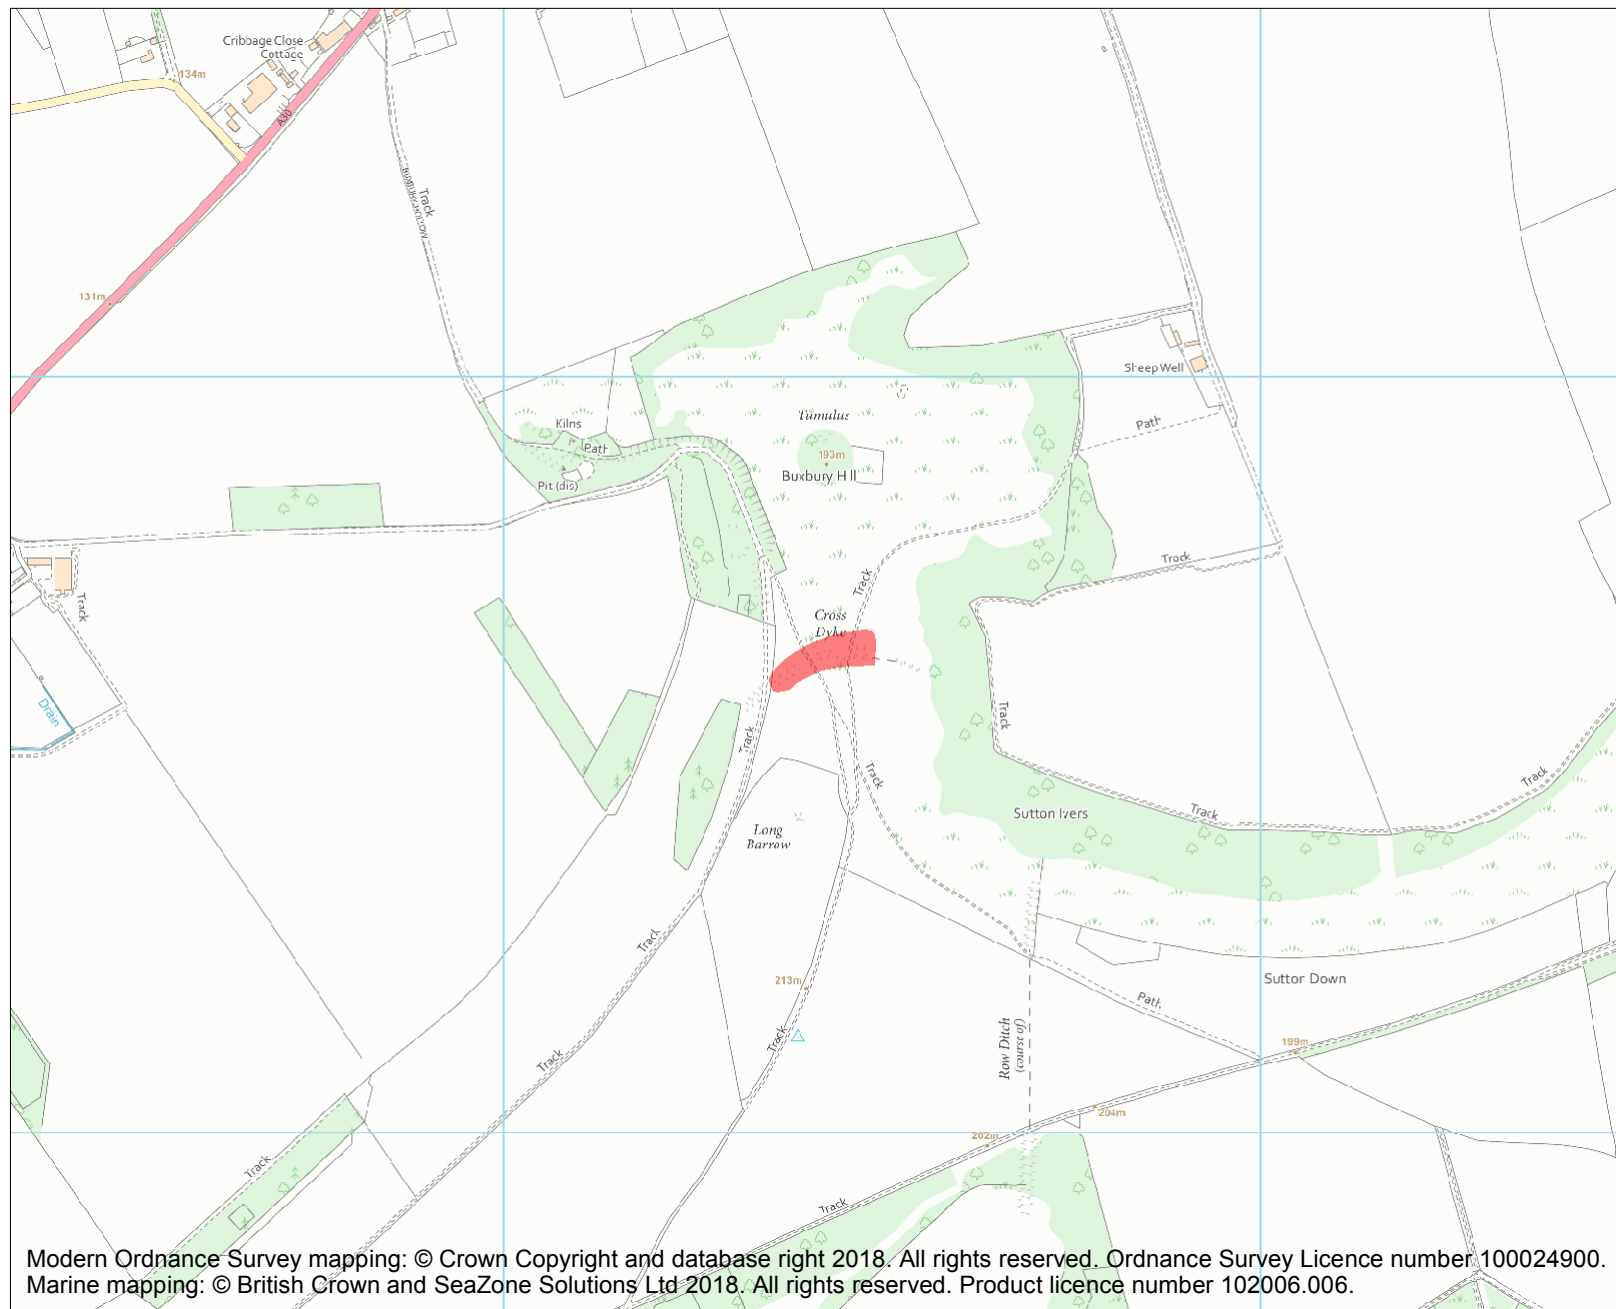 Cribbage Close
Cottage
134m
A30
Track
131m
Sheep Well
Tumulus
Kilns
Path
Path
193m
Buxbury H ll
Pit (dis)
Track
Track
Track
Cross
Dyke
Drain
Track
Track
Track
Track
Sutton Ivers
Track
Long
Barrow
Track
213m
Suttor Down
Path
Row Ditch
(course of)
Track
Track
199m
204m
202m
Track
Track
Modern Ordnance Survey mapping: © Crown Copyright and database right 2018. All rights reserved. Ordnance Survey Licence number 100024900.
Marine mapping: © British Crown and SeaZone Solutions Ltd 2018. All rights reserved. Product licence number 102006.006.